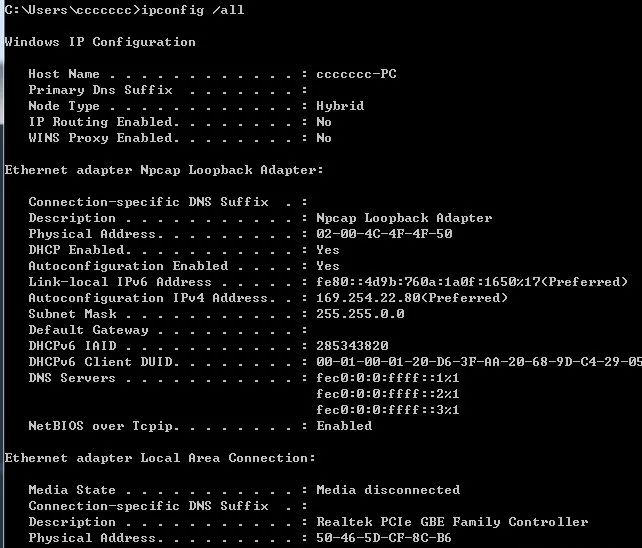 C:\Users\ccccccc>ipconfig /all
Windows IP Configuration
Host Name . . . . . . . . . . . . : ccccccc-PC
Primary Dns Suffix  . . . . . . . :
Node Type . . . . . . . . . . . . : Hybrid
IP Routing Enabled. . . . . . . . : No
WINS Proxy Enabled. . . . . . . . : No
Ethernet adapter Npcap Loopback Adapter:
Connection-specific DNS Suffix  . :
Description . . . . . . . . . . . : Npcap Loopback Adapter
Physical Address. . . . . . . . . : 02-00-4C-4F-4F-50
DHCP Enabled. . . . . . . . . . . : Yes
Autoconfiguration Enabled . . . . : Yes
Link-local IPv6 Address . . . . . : fe80::4d9b:760a:1a0f:1650%17(Preferred)
Autoconfiguration IPv4 Address. . : 169.254.22.80(Preferred)
Subnet Mask . . . . . . . . . . . : 255.255.0.0
Default Gateway . . . . . . . . . :
DHCPv6 IAID . . . . . . . . . . . : 285343820
DHCPv6 Client DUID. . . . . . . . : 00-01-00-01-20-D6-3F-AA-20-68-9D-C4-29-05
DNS Servers . . . . . . . . . . . : fec0:0:0:ffff::1%1
fec0:0:0:ffff::2%1
fec0:0:0:ffff::3%1
NetBIOS over Tcpip. . . . . . . . : Enabled
Ethernet adapter Local Area Connection:
Media State . . . . . . . . . . . : Media disconnected
Connection-specific DNS Suffix  . :
Description . . . . . . . . . . . : Realtek PCIe GBE Family Controller
Physical Address. . . . . . . . . : 50-46-5D-CF-8C-B6